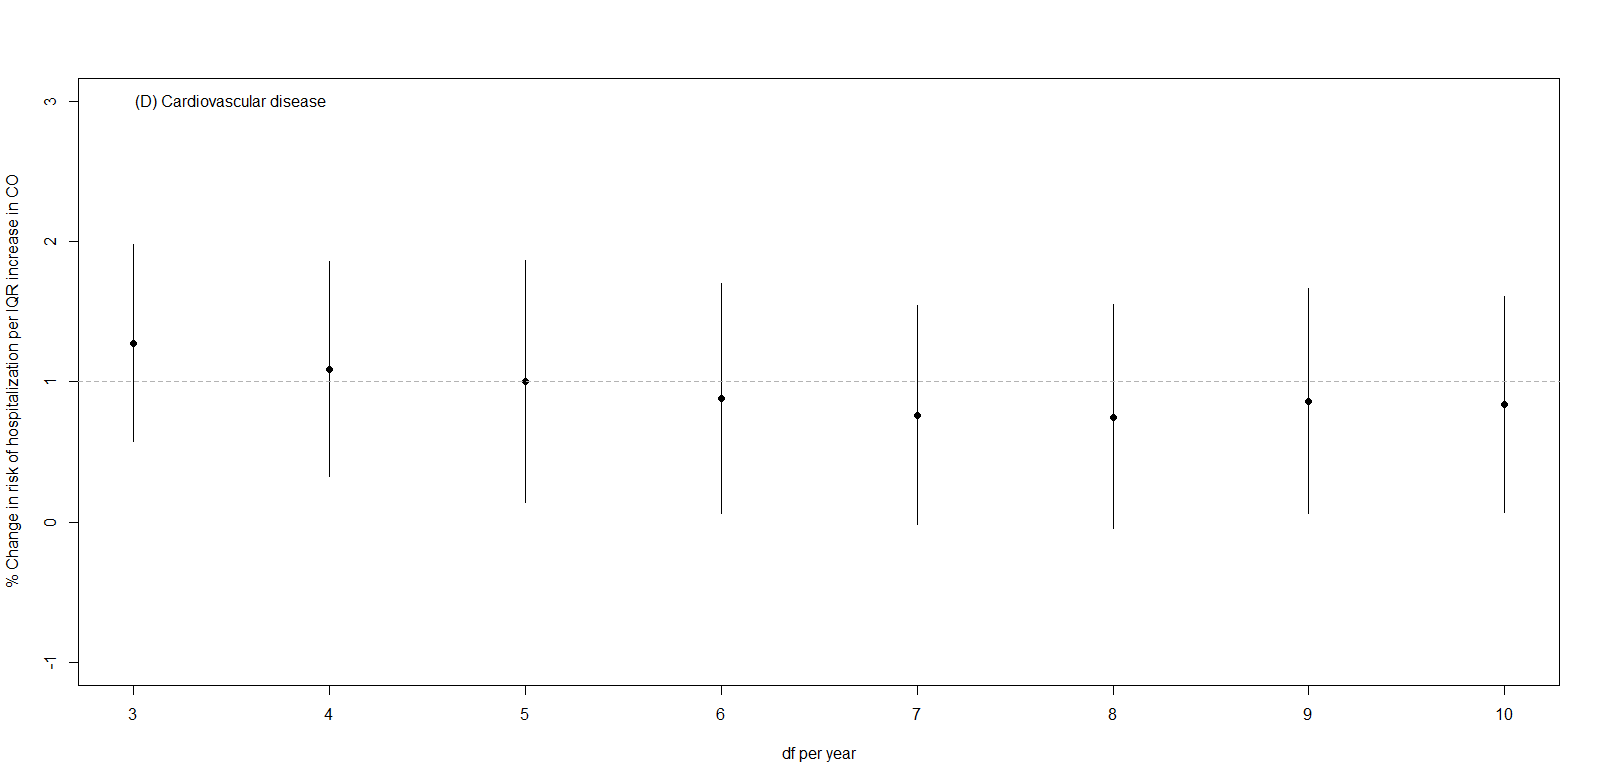 (D) Cardiovascular disease
% Change in risk of hospitalization per IQR increase in CO
3
2
1
0
-1
3 4 5 6 7 8 9 10
df per year